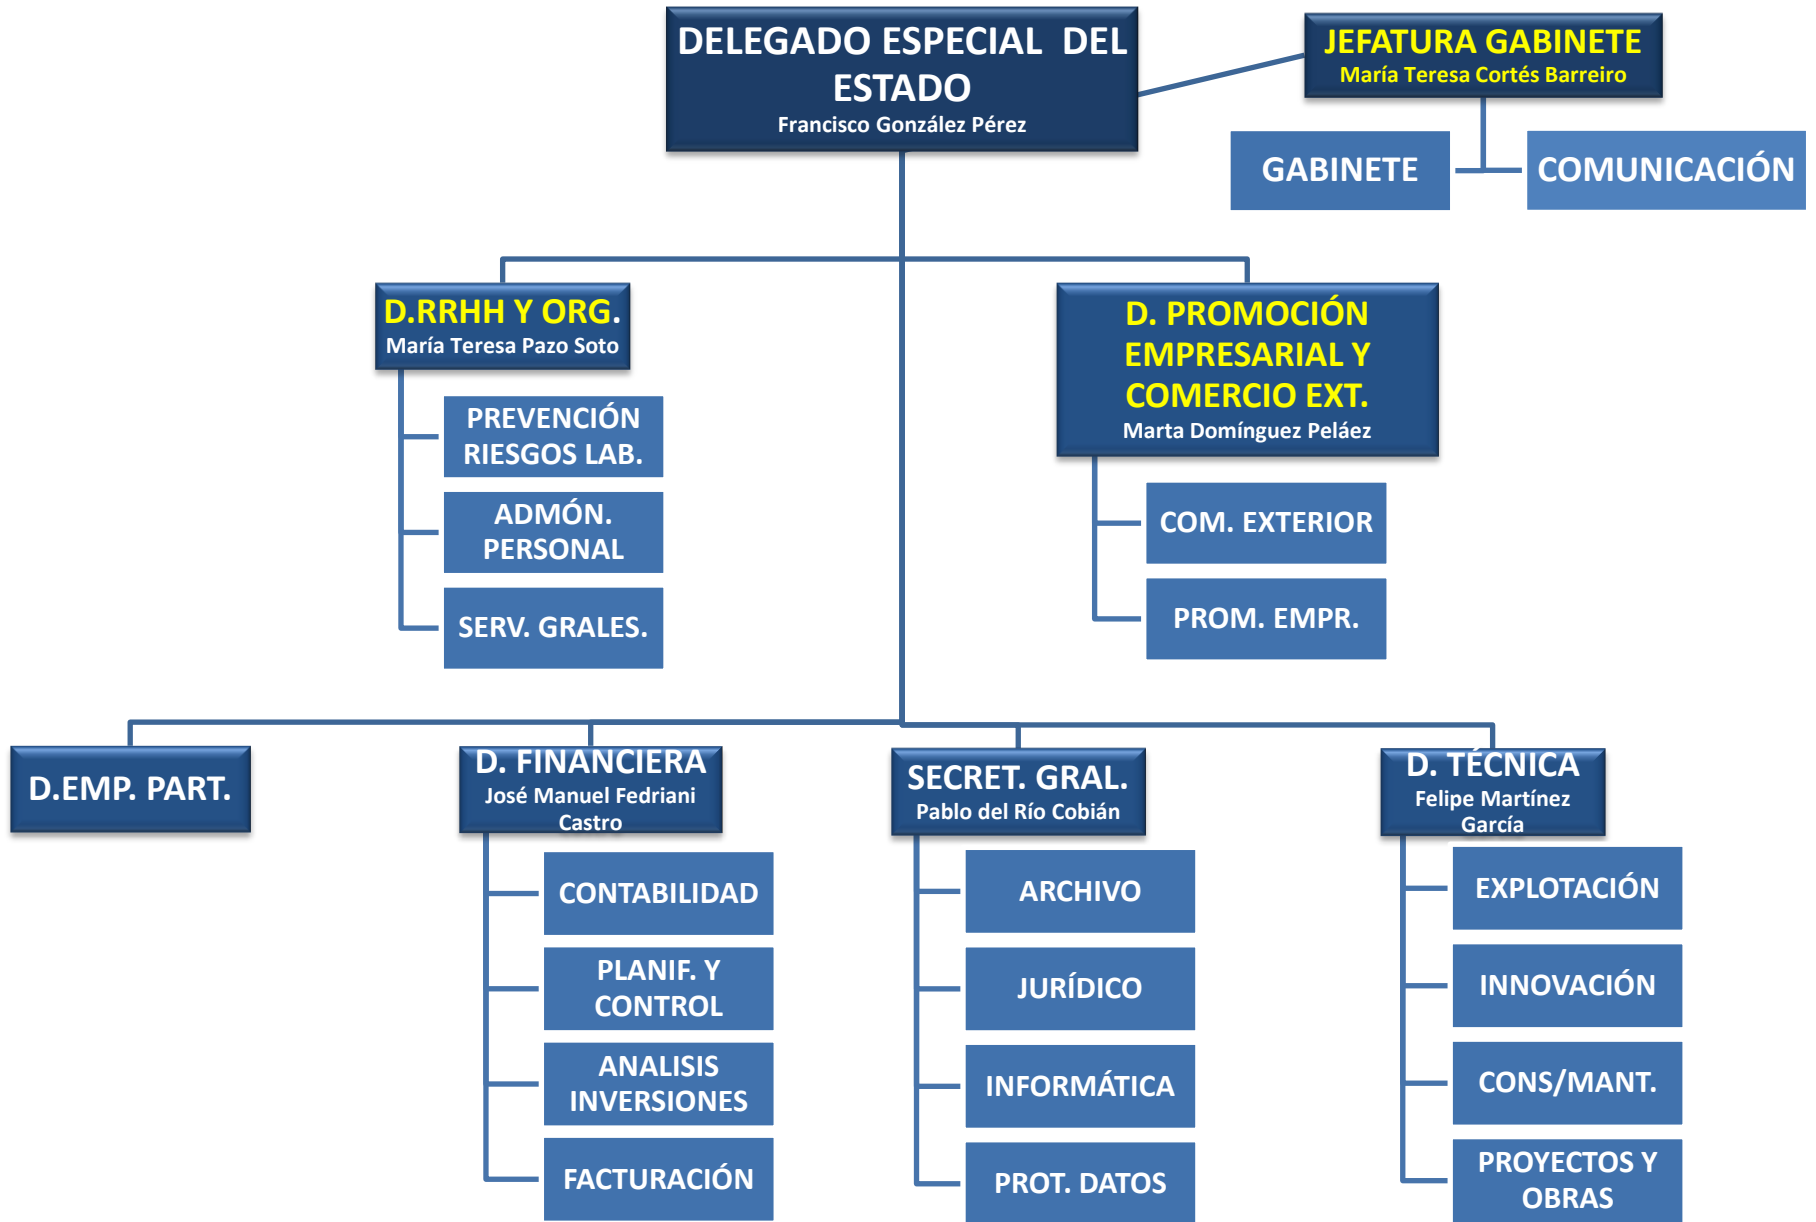 DELEGADO ESPECIAL DEL
ESTADO
Francisco González Pérez
JEFATURA GABINETE
María Teresa Cortés Barreiro
GABINETE
COMUNICACIÓN
D.RRHH Y ORG.
María Teresa Pazo Soto
PREVENCIÓN
RIESGOS LAB.
ADMÓN.
PERSONAL
SERV. GRALES.
D. PROMOCIÓN
EMPRESARIAL Y
COMERCIO EXT.
Marta Domínguez Peláez
COM. EXTERIOR
PROM. EMPR.
D.EMP. PART.
D. FINANCIERA
José Manuel Fedriani
Castro
CONTABILIDAD
PLANIF. Y
CONTROL
ANALISIS
INVERSIONES
FACTURACIÓN
SECRET. GRAL.
Pablo del Río Cobián
ARCHIVO
JURÍDICO
INFORMÁTICA
PROT. DATOS
D. TÉCNICA
Felipe Martínez
García
EXPLOTACIÓN
INNOVACIÓN
CONS/MANT.
PROYECTOS Y
OBRAS